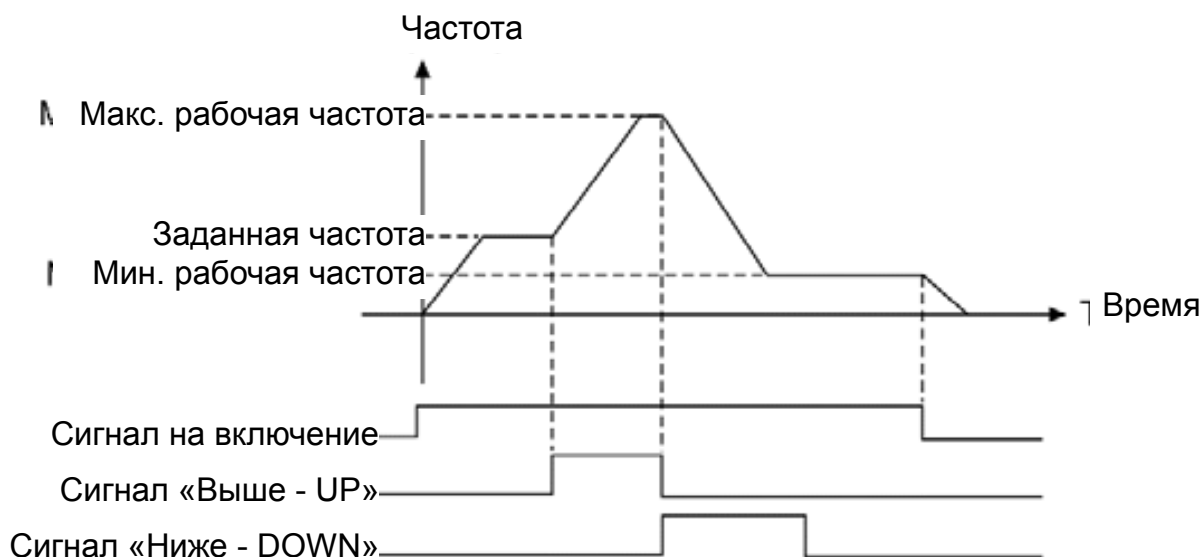 Частота
Макс. рабочая частота
Заданная частота
Мин. рабочая частота
Время
Сигнал на включение
Сигнал «Выше - UP»
Сигнал «Ниже - DOWN»